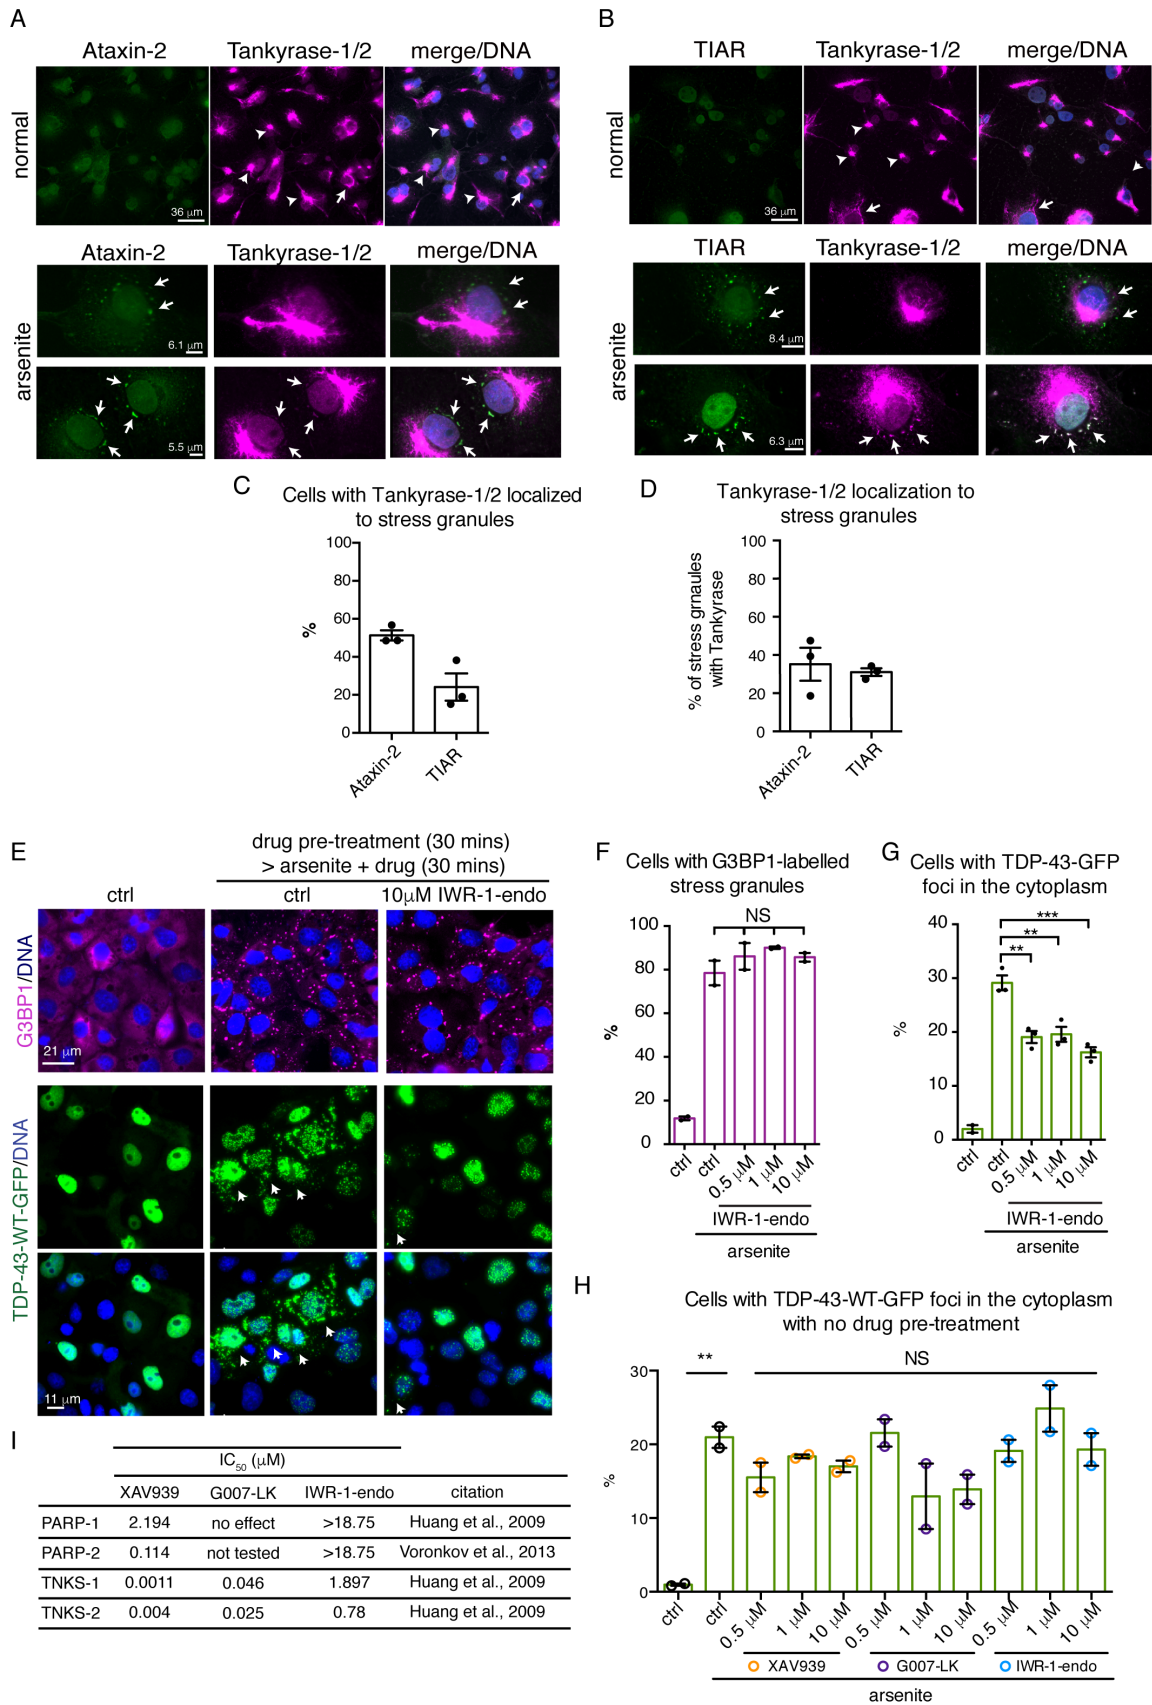 A
Ataxin-2 Tankyrase-1/2 merge/DNA
normal
36 μm
Ataxin-2 Tankyrase-1/2 merge/DNA
arsenite
6.1 μm
5.5 μm
B
TIAR Tankyrase-1/2 merge/DNA
normal
36 μm
TIAR Tankyrase-1/2 merge/DNA
arsenite
8.4 μm
6.3 μm
C
Cells with Tankyrase-1/2 localized
to stress granules
%
100
80
60
40
20
0
Ataxin-2 TIAR
D
Tankyrase-1/2 localization to
stress granules
% of stress grnaules
with Tankyrase
100
80
60
40
20
0
Ataxin-2 TIAR
E
drug pre-treatment (30 mins)
> arsenite + drug (30 mins)
ctrl ctrl 10μM IWR-1-endo
G3BP1/DNA
21 μm
TDP-43-WT-GFP/DNA
11 μm
F
Cells with G3BP1-labelled
stress granules
NS
%
100
80
60
40
20
0
ctrl ctrl 0.5 μM 1 μM 10 μM
IWR-1-endo
arsenite
G
Cells with TDP-43-GFP
foci in the cytoplasm
***
**
**
%
40
30
20
10
0
ctrl ctrl 0.5 μM 1 μM 10 μM
IWR-1-endo
arsenite
H
Cells with TDP-43-WT-GFP foci in the cytoplasm
with no drug pre-treatment
** NS
%
30
20
10
0
ctrl ctrl 0.5 μM 1 μM 10 μM 0.5 μM 1 μM 10 μM 0.5 μM 1 μM 10 μM
XAV939 G007-LK IWR-1-endo
arsenite
I
IC50 (μM)
XAV939 G007-LK IWR-1-endo citation
PARP-1 2.194 no effect >18.75 Huang et al., 2009
PARP-2 0.114 not tested >18.75 Voronkov et al., 2013
TNKS-1 0.0011 0.046 1.897 Huang et al., 2009
TNKS-2 0.004 0.025 0.78 Huang et al., 2009